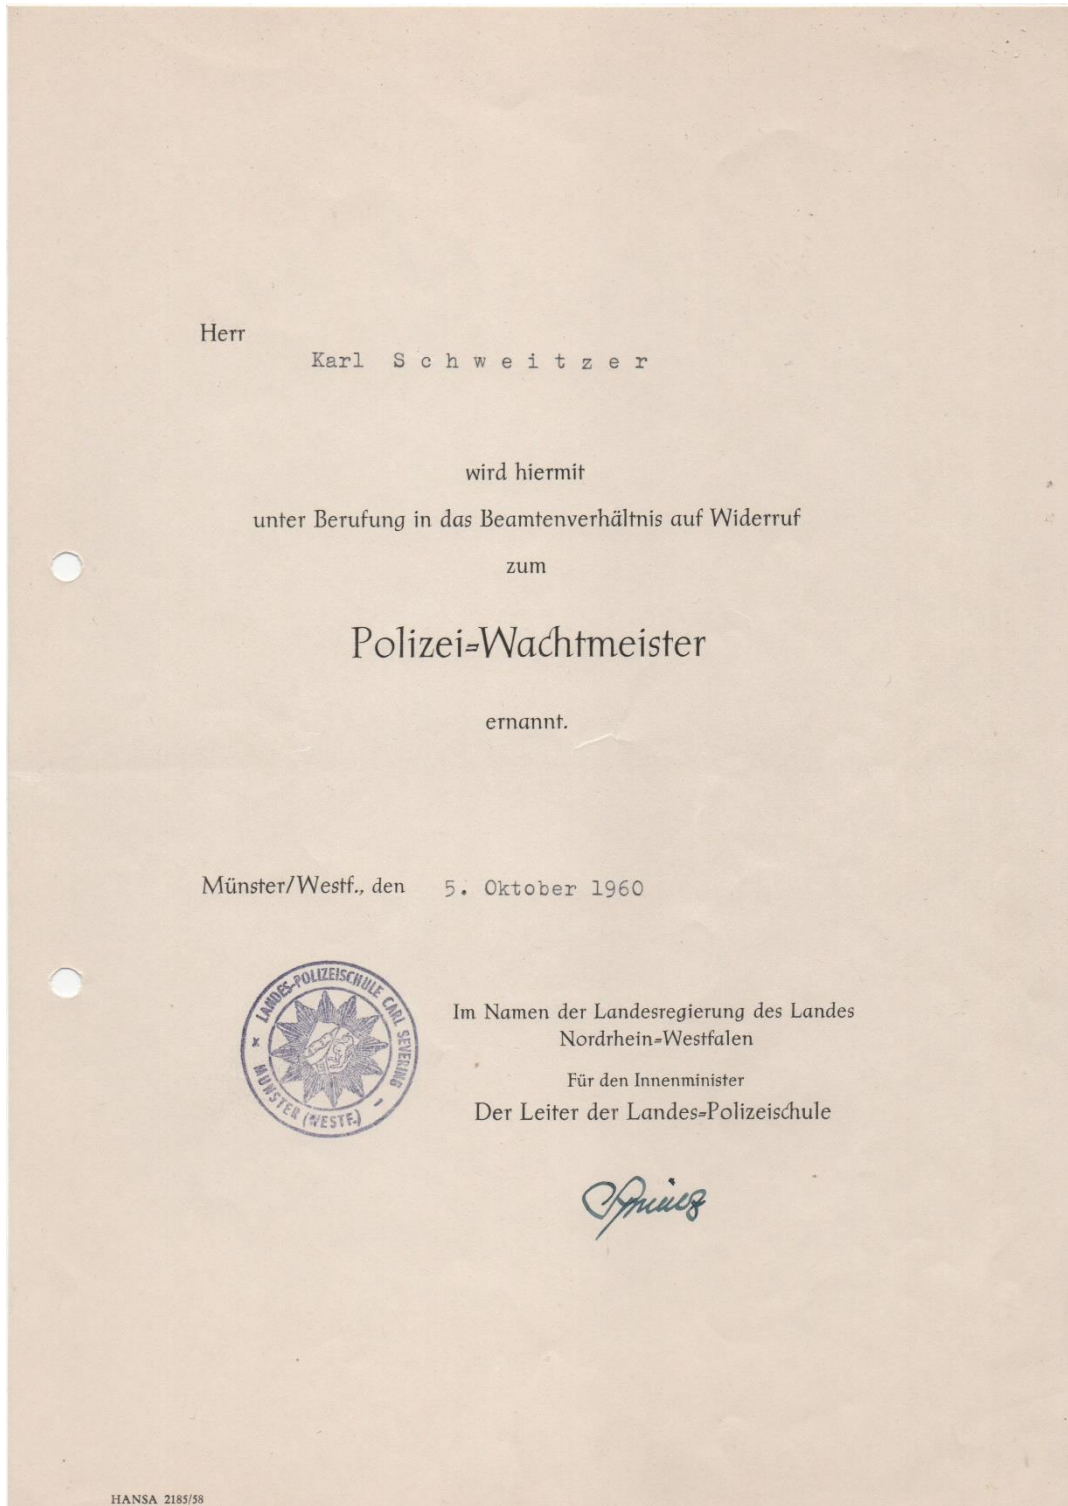 Herr
Karl S c h w e i t z e r
wird hiermit
unter Berufung in das Beamtenverhältnis auf Widerruf
zum
Polizei=Wachtmeister
ernannt.
Münster/Westf., den 5. Oktober 1960
LANDES-POLIZEISCHULE CARL SEVERING
MÜNSTER (WESTF.)
Im Namen der Landesregierung des Landes
Nordrhein=Westfalen
Für den Innenminister
Der Leiter der Landes=Polizeischule
HANSA 2185/58